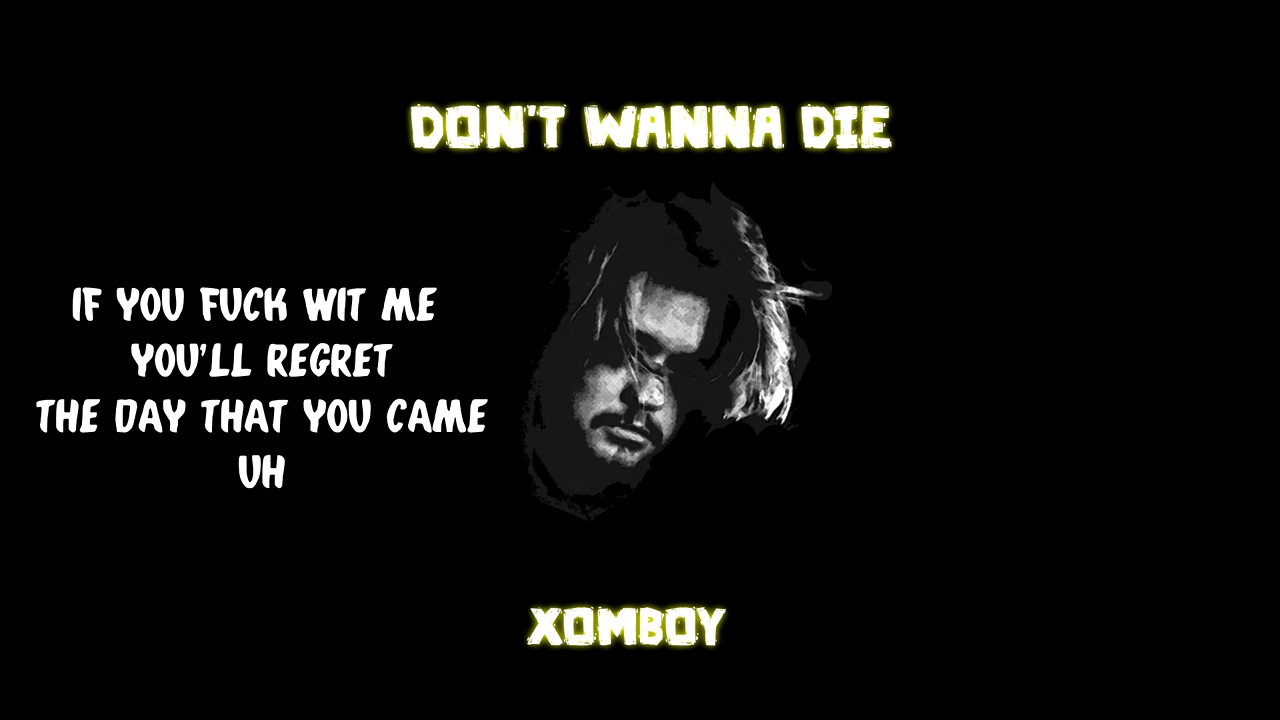 DON'T WANNA DIE
IF YOU FUCK WIT ME
YOU'LL REGRET
THE DAY THAT YOU CAME
UH
XOMBOY